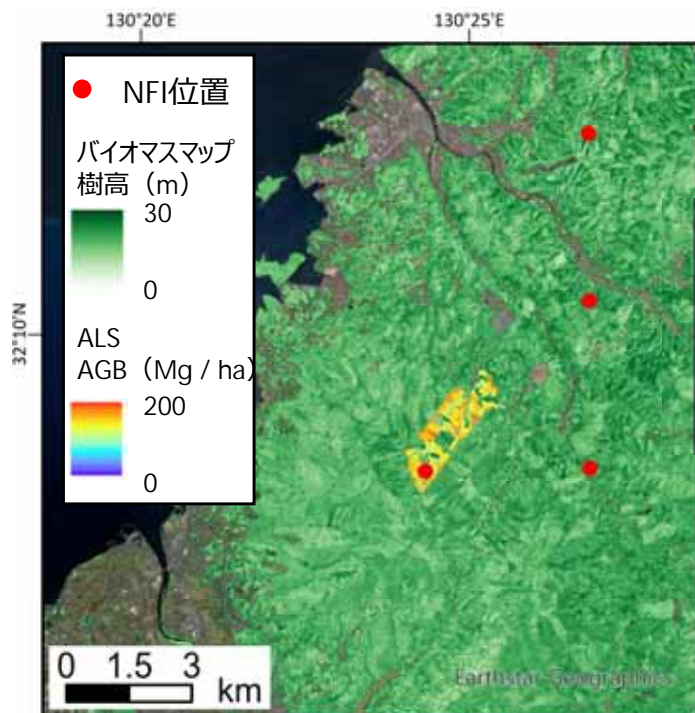 130°20'E
130°25'E
NFI位置
バイオマスマップ
樹高（m）
30
0
ALS
AGB（Mg / ha）
200
0
32°10'N
0 1.5 3
km
Earthstar Geographics